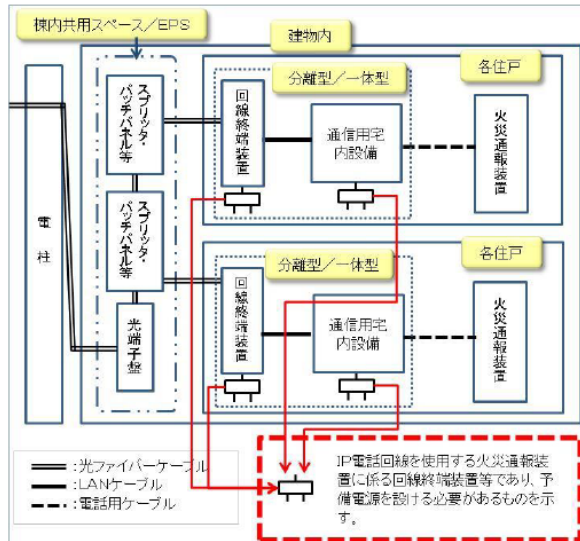 棟内共用スペース／EPS
建物内
各住戸
分離型／一体型
スプリッタ・
パッチパネル等
回線終端装置
通信用宅
内設備
火災通報装置
電柱
各住戸
分離型／一体型
スプリッタ・
パッチパネル等
回線終端装置
通信用宅
内設備
火災通報装置
光端子盤
:光ファイバーケーブル
:LANケーブル
:電話用ケーブル
IP電話回線を使用する火災通報装
置に係る回線終端装置等であり、予
備電源を設ける必要があるものを示
す。